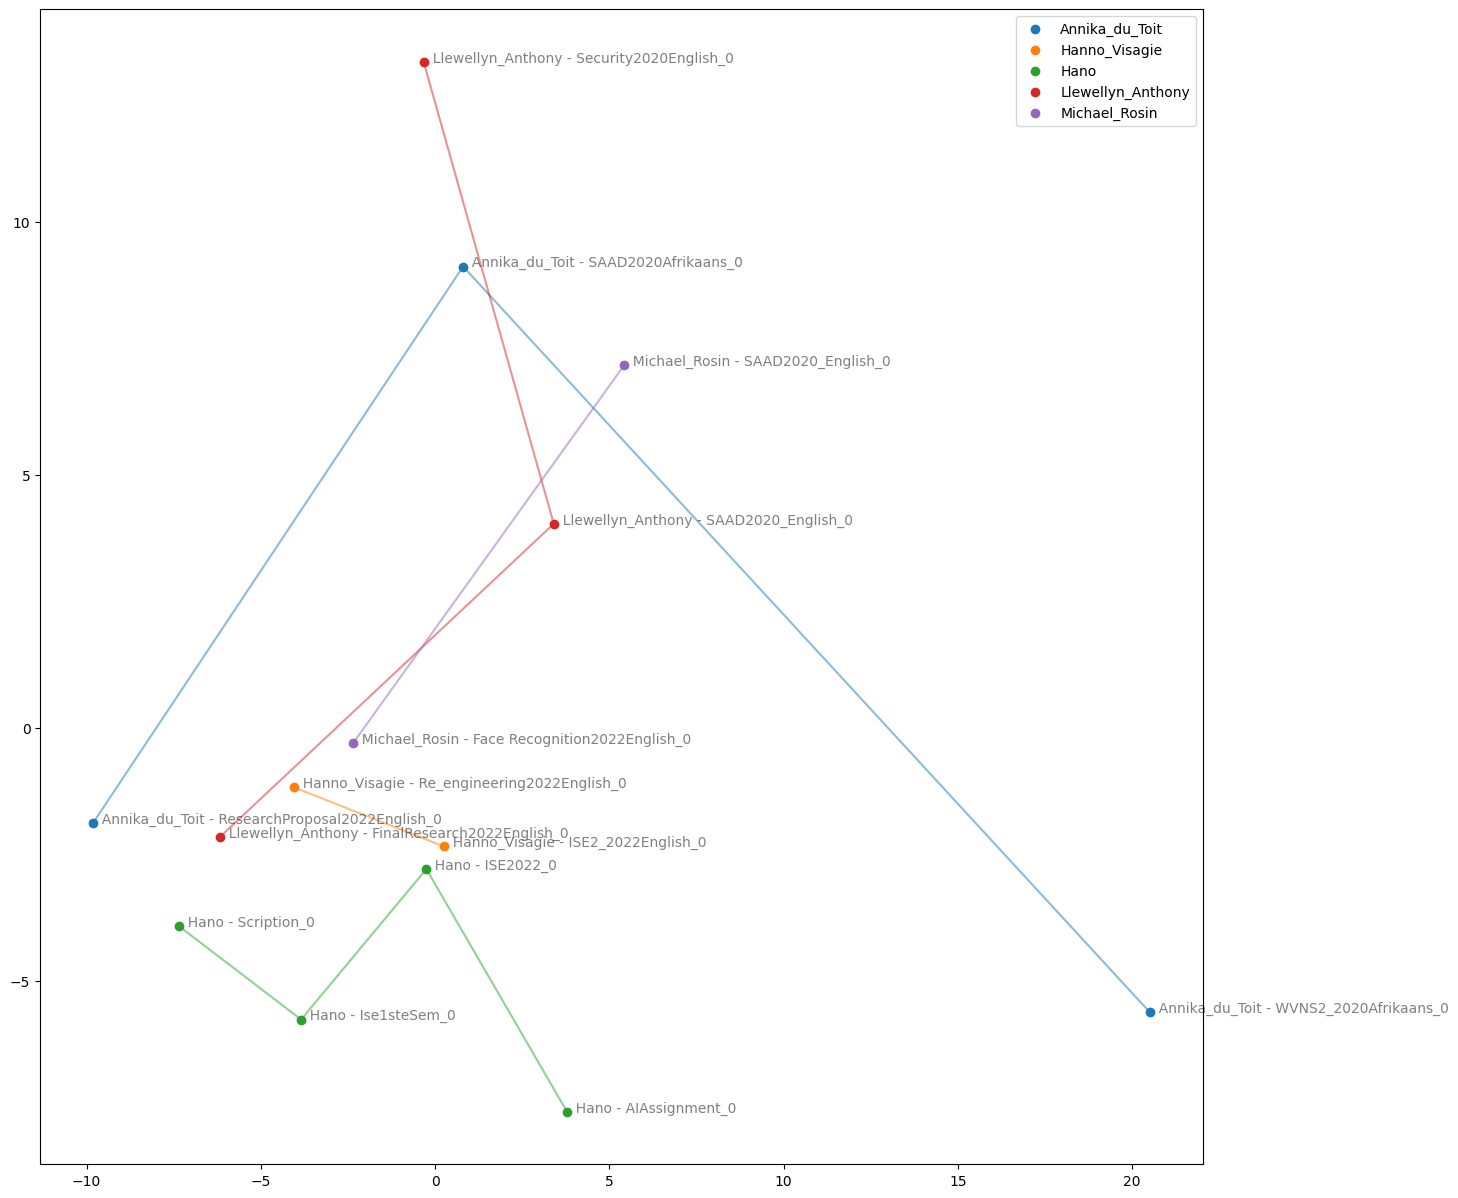 Annika_du_Toit
Hanno_Visagie
Hano
Llewellyn_Anthony
Michael_Rosin
Llewellyn_Anthony - Security2020English_0
Annika_du_Toit - SAAD2020Afrikaans_0
Michael_Rosin - SAAD2020_English_0
Llewellyn_Anthony - SAAD2020_English_0
Michael_Rosin - Face Recognition2022English_0
Hanno_Visagie - Re_engineering2022English_0
Annika_du_Toit - ResearchProposal2022English_0
Llewellyn_Anthony - FinalResearch2022English_0
Hanno_Visagie - ISE2_2022English_0
Hano - ISE2022_0
Hano - Scription_0
Hano - Ise1steSem_0
Annika_du_Toit - WVNS2_2020Afrikaans_0
Hano - AIAssignment_0
10
5
0
−5
−10
−5
0
5
10
15
20